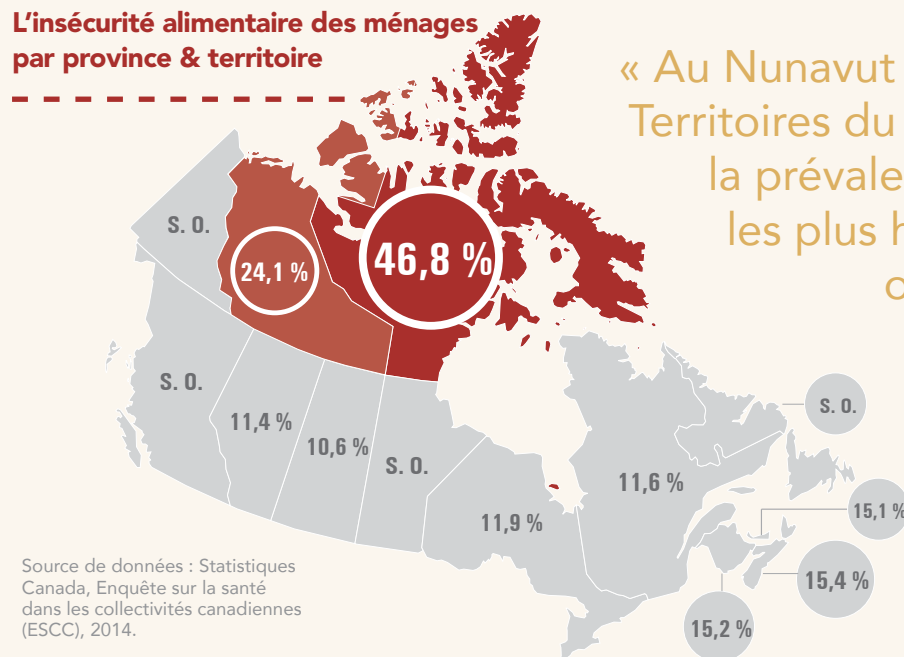 L'insécurité alimentaire des ménages
par province & territoire
« Au Nunavut
Territoires du
la prévale
les plus h
o
S. O.
24,1 %
46,8 %
S. O.
11,4 %
10,6 %
S. O.
11,9 %
11,6 %
S. O.
15,1 %
15,4 %
15,2 %
Source de données : Statistiques
Canada, Enquête sur la santé
dans les collectivités canadiennes
(ESCC), 2014.